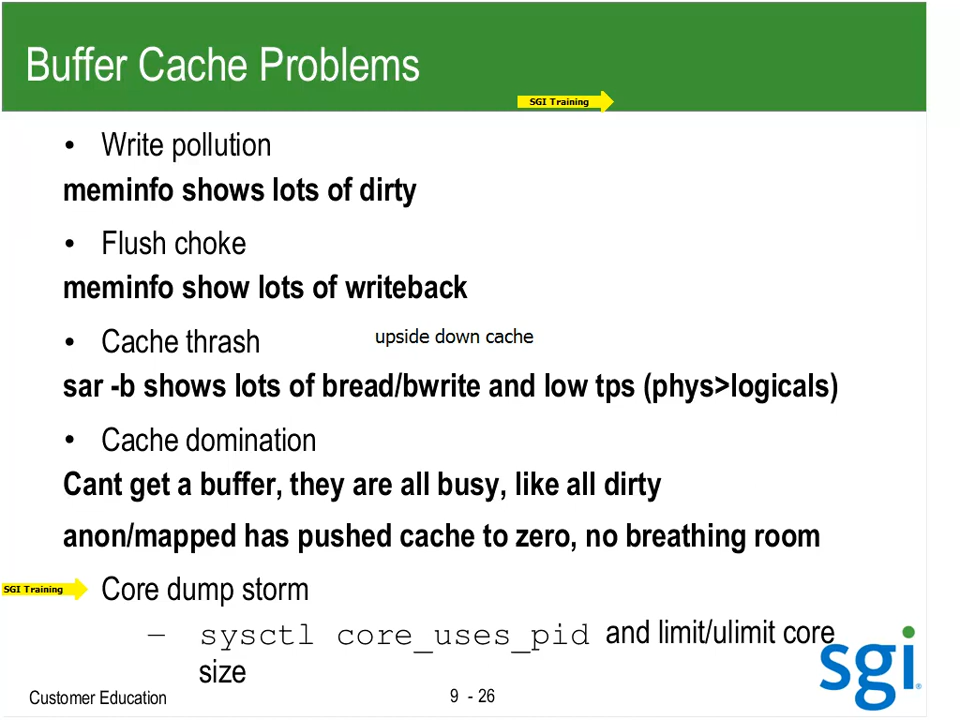 Buffer Cache Problems
SGI Training
• Write pollution
meminfo shows lots of dirty
• Flush choke
meminfo show lots of writeback
• Cache thrash
upside down cache
sar -b shows lots of bread/bwrite and low tps (phys>logicals)
• Cache domination
Cant get a buffer, they are all busy, like all dirty
anon/mapped has pushed cache to zero, no breathing room
SGI Training
Core dump storm
– sysctl core_uses_pid and limit/ulimit core
size
sgi®
Customer Education
9 - 26